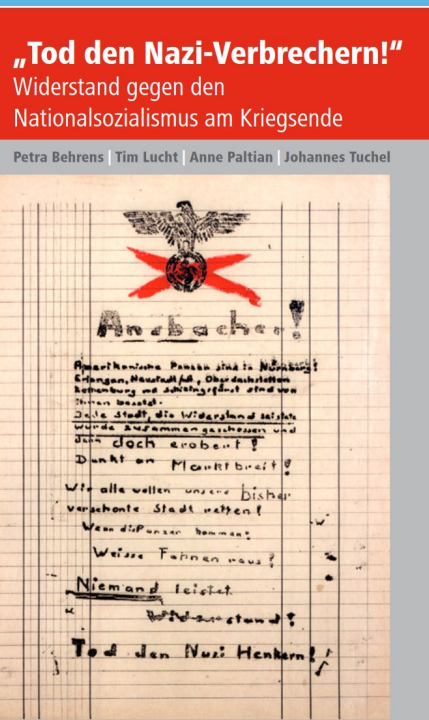 „Tod den Nazi-Verbrechern!“
Widerstand gegen den
Nationalsozialismus am Kriegsende
Petra Behrens | Tim Lucht | Anne Paltian | Johannes Tuchel
Ansbacher!
Amerikanische Panzer sind in Nürnberg!
Erlangen, Neustadt /A., Oberdachstetten
Rothenburg und Schillingsfürst sind von
ihnen besetzt.
Jede Stadt, die Widerstand leistete
wurde zusammengeschossen und
dann doch erobert!
Denkt an Marktbreit!
Wir alle wollen unsere bisher
verschonte Stadt retten!
Wenn die Panzer kommen:
Weisse Fahnen raus!
Niemand leistet
Widerstand!
Tod den Nazi Henkern!